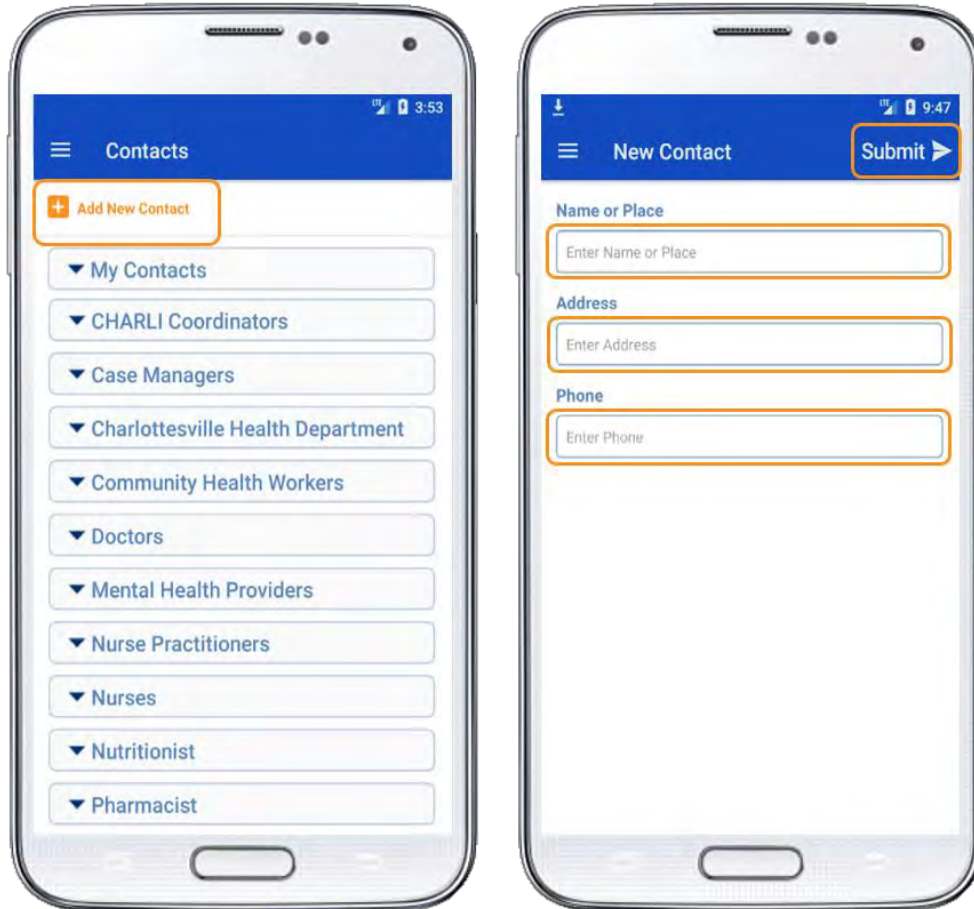 LTE 3:53
Contacts
Add New Contact
My Contacts
CHARLI Coordinators
Case Managers
Charlottesville Health Department
Community Health Workers
Doctors
Mental Health Providers
Nurse Practitioners
Nurses
Nutritionist
Pharmacist
LTE 9:47
New Contact
Submit
Name or Place
Enter Name or Place
Address
Enter Address
Phone
Enter Phone